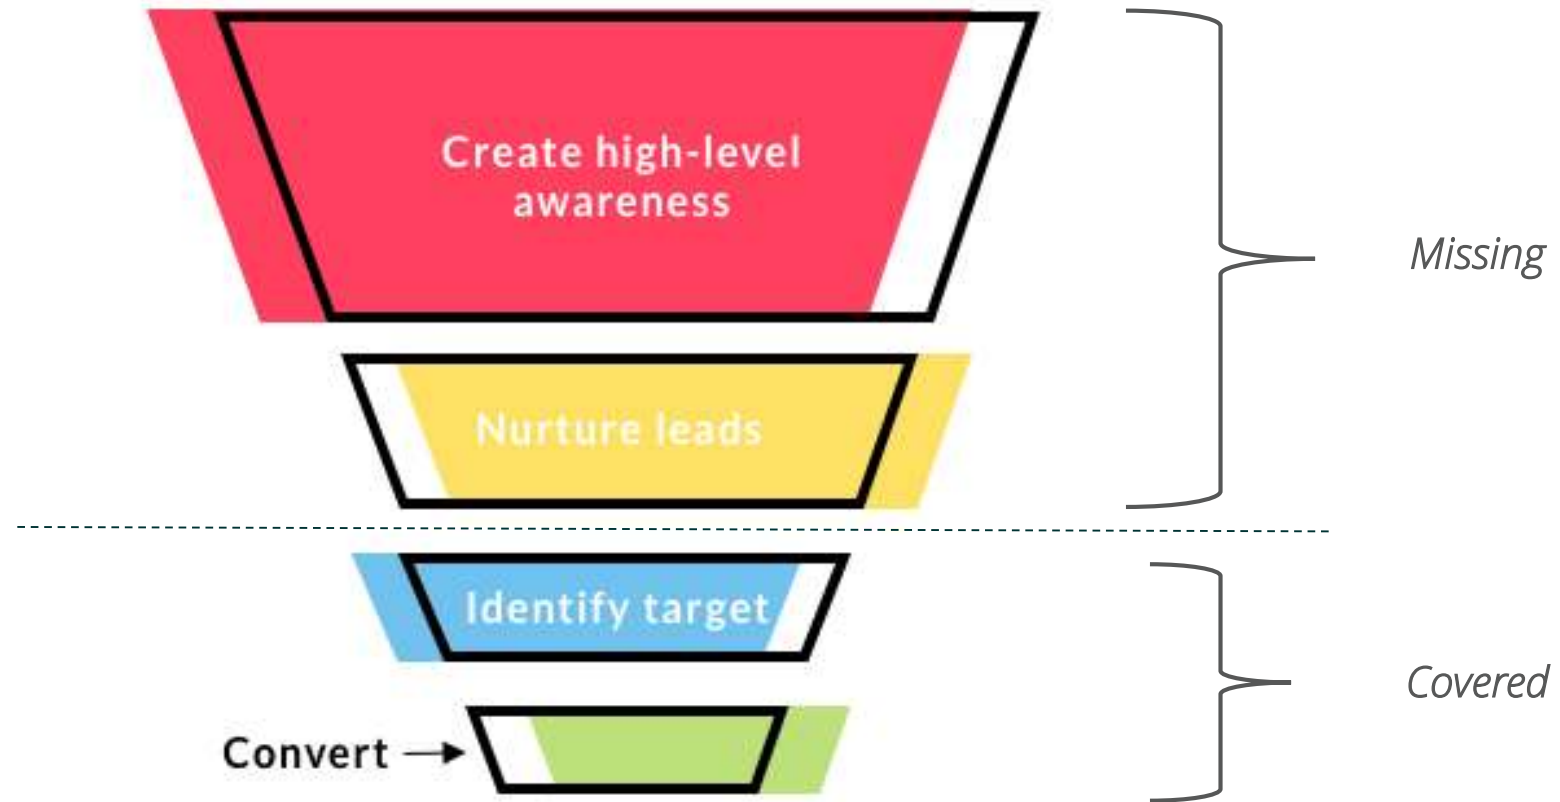 Create high-level
awareness
Missing
Nurture leads
Identify target
Covered
Convert